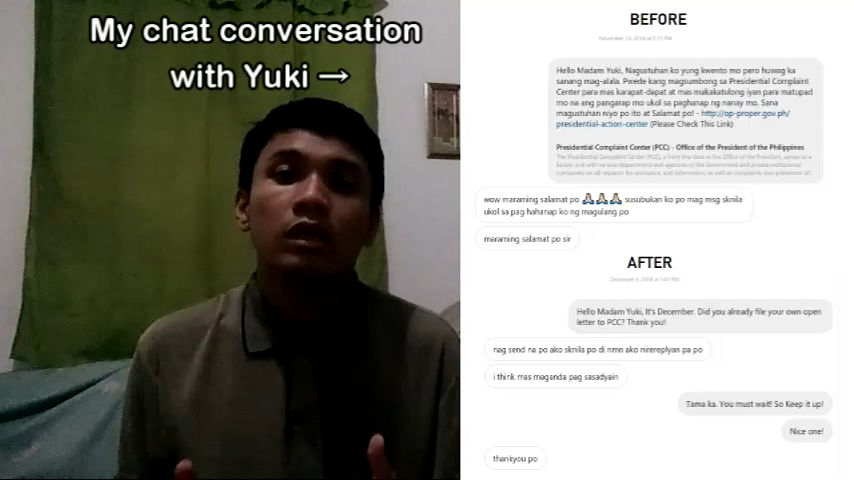 My chat conversation
with Yuki →
BEFORE
Hello Madam Yuki, Nagustuhan ko yung kwento mo pero huwag ka
sanang mag-alala. Pwede kang magsumbong sa Presidential Complaint
Center para mas karapat-dapat at mas makakatulong iyan para matupad
mo na ang pangarap mo ukol sa paghanap ng nanay mo. Sana
magustuhan niyo po ito at Salamat po! - http://op-proper.gov.ph/
presidential-action-center (Please Check This Link)
Presidential Complaint Center (PCC) - Office of the President of the Philippines
wow maraming salamat po 🙏🙏🙏 susubukan ko po mag msg sknila
ukol sa pag hahanap ko ng magulang po
maraming salamat po sir
AFTER
Hello Madam Yuki, It's December. Did you already file your own open
letter to PCC? Thank you!
nag send na po ako sknila po di nmn ako nirereplyan pa po
i think mas maganda pag sasadyain
Tama ka. You must wait! So Keep it up!
Nice one!
thankyou po